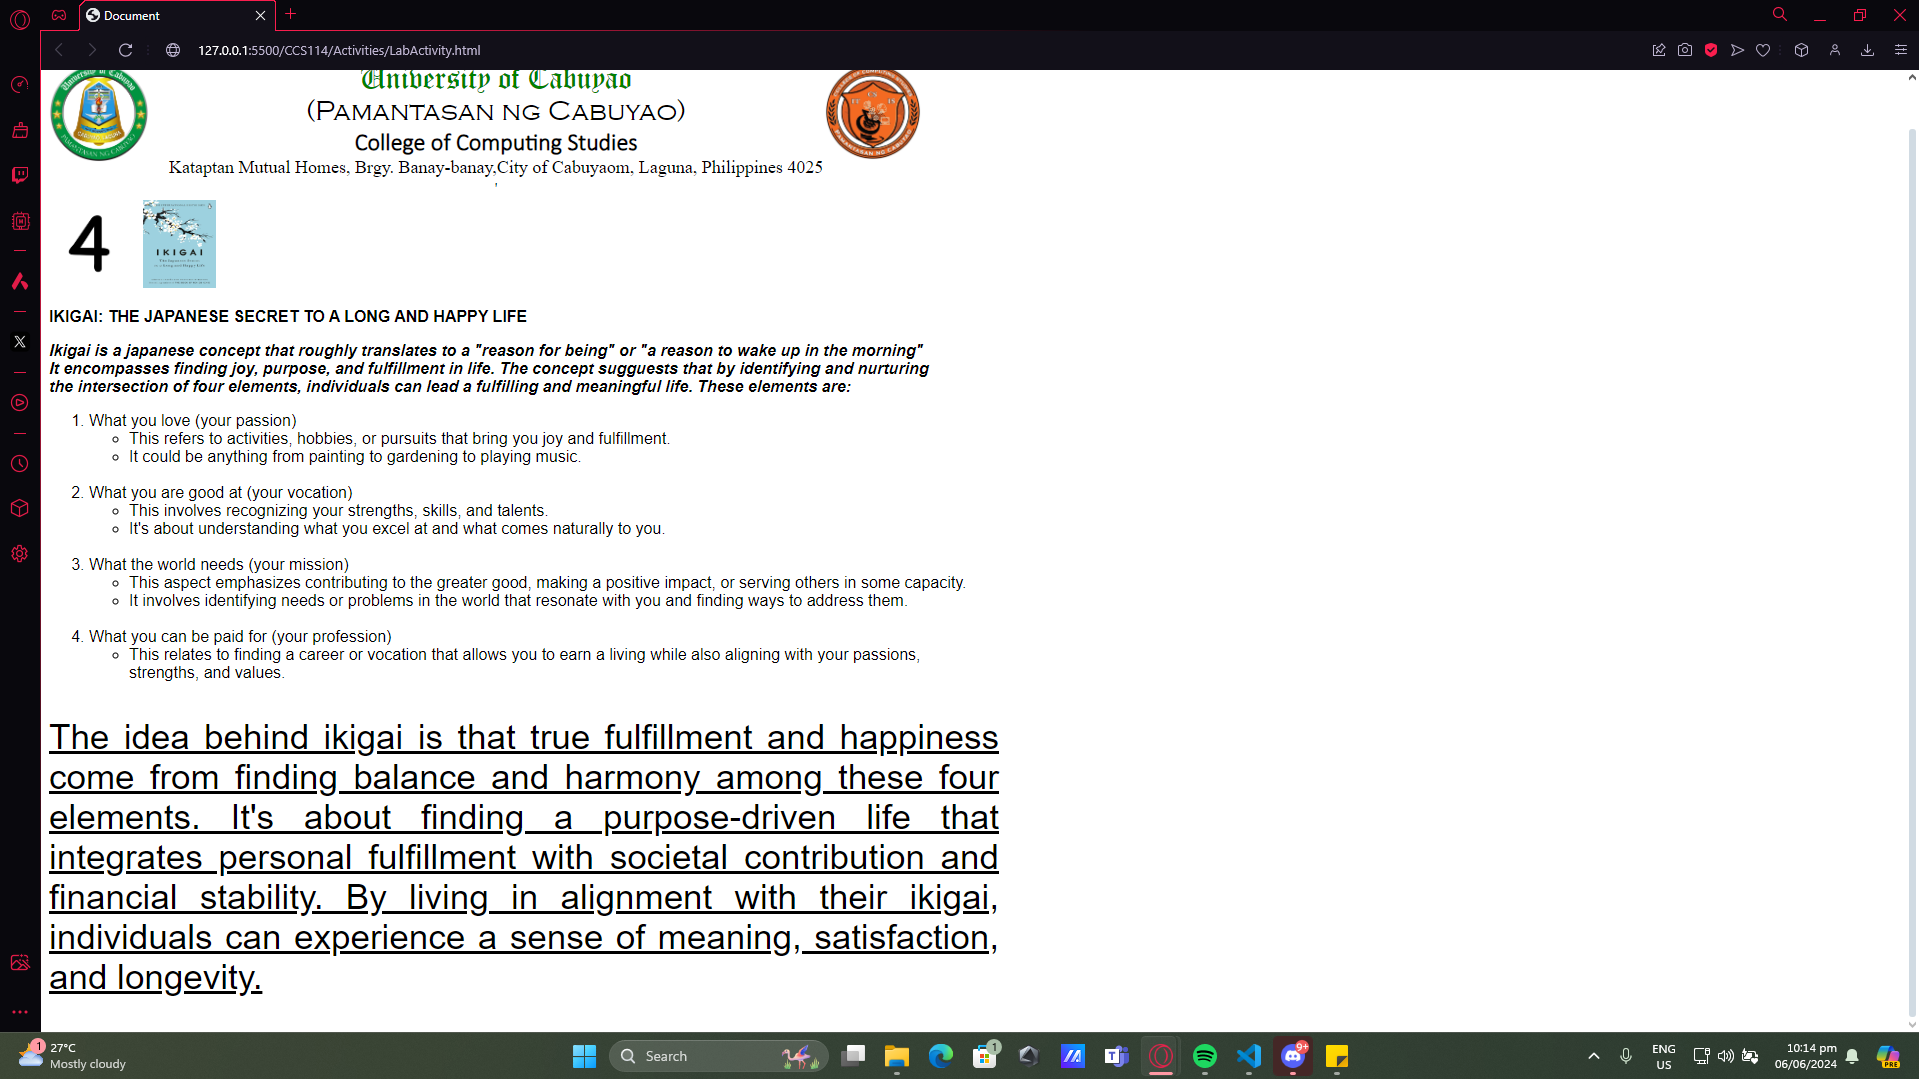 Document
127.0.0.1:5500/CCS114/Activities/LabActivity.html
University of Cabuyao
(PAMANTASAN NG CABUYAO)
College of Computing Studies
Kataptan Mutual Homes, Brgy. Banay-banay,City of Cabuyaom, Laguna, Philippines 4025
'
4
IKIGAI
IKIGAI: THE JAPANESE SECRET TO A LONG AND HAPPY LIFE
Ikigai is a japanese concept that roughly translates to a "reason for being" or "a reason to wake up in the morning"
It encompasses finding joy, purpose, and fulfillment in life. The concept sugguests that by identifying and nurturing
the intersection of four elements, individuals can lead a fulfilling and meaningful life. These elements are:
1. What you love (your passion)
This refers to activities, hobbies, or pursuits that bring you joy and fulfillment.
It could be anything from painting to gardening to playing music.
2. What you are good at (your vocation)
This involves recognizing your strengths, skills, and talents.
It's about understanding what you excel at and what comes naturally to you.
3. What the world needs (your mission)
This aspect emphasizes contributing to the greater good, making a positive impact, or serving others in some capacity.
It involves identifying needs or problems in the world that resonate with you and finding ways to address them.
4. What you can be paid for (your profession)
This relates to finding a career or vocation that allows you to earn a living while also aligning with your passions,
strengths, and values.
The idea behind ikigai is that true fulfillment and happiness
come from finding balance and harmony among these four
elements. It's about finding a purpose-driven life that
integrates personal fulfillment with societal contribution and
financial stability. By living in alignment with their ikigai,
individuals can experience a sense of meaning, satisfaction,
and longevity.
1
27°C
Mostly cloudy
Search
1
9+
ENG
US
10:14 pm
06/06/2024
PRE